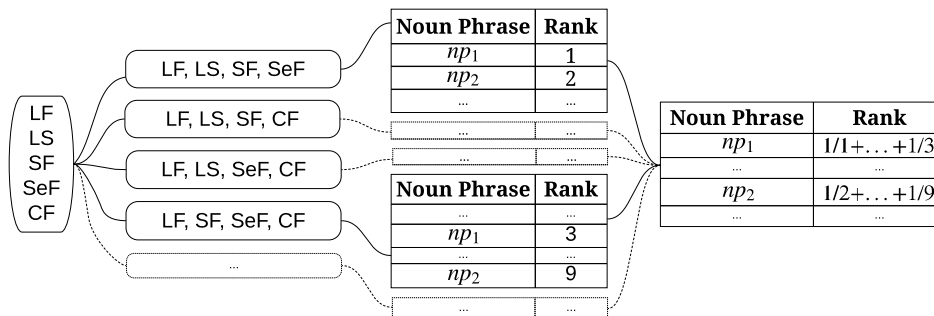 LF
LS
SF
SeF
CF
LF, LS, SF, SeF
LF, LS, SF, CF
LF, LS, SeF, CF
LF, SF, SeF, CF
...
Noun Phrase Rank
np1 1
np2 2
... ...
... ...
... ...
Noun Phrase Rank
... ...
np1 3
... ...
np2 9
... ...
Noun Phrase Rank
np1 1/1+...+1/3
... ...
np2 1/2+...+1/9
... ...